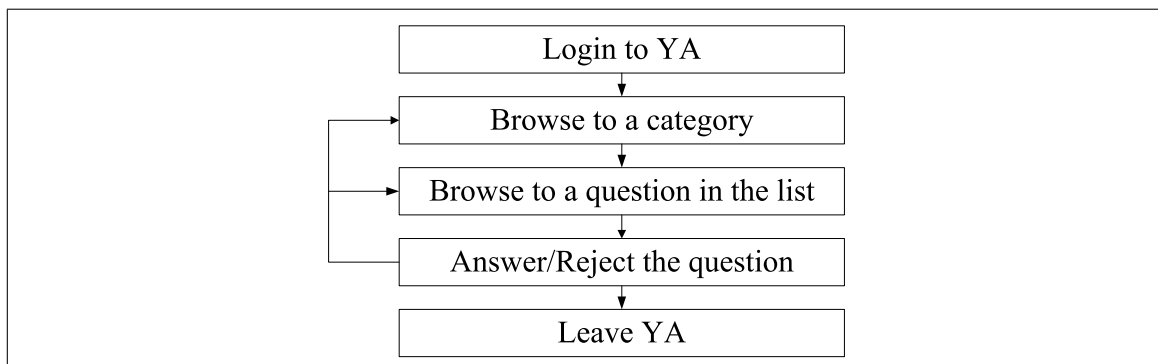 Login to YA
Browse to a category
Browse to a question in the list
Answer/Reject the question
Leave YA